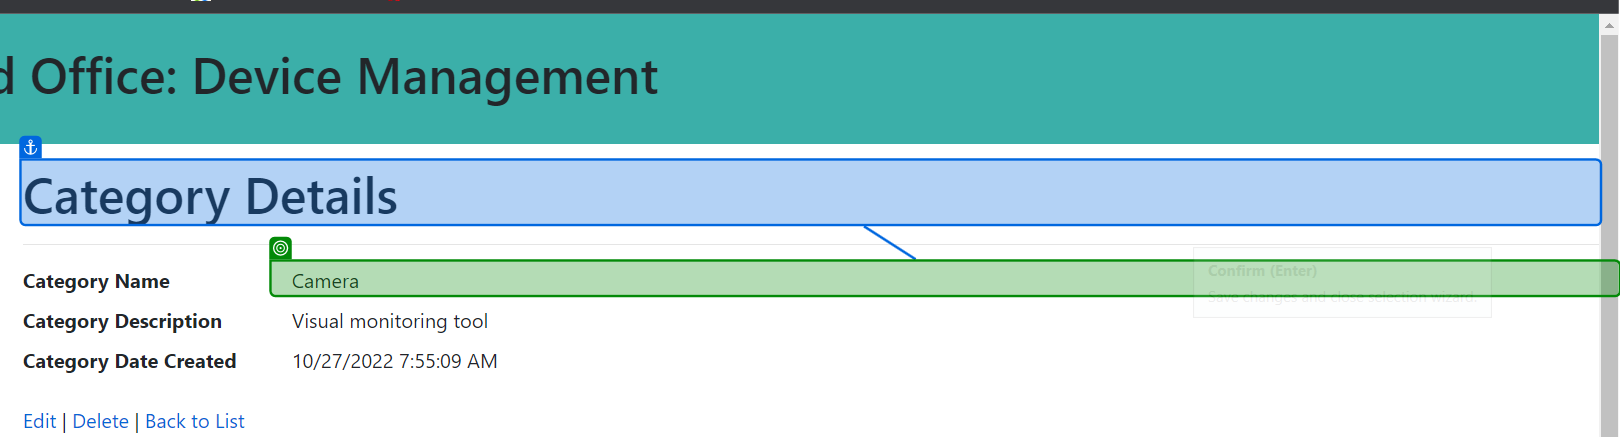 d Office: Device Management
Category Details
Confirm (Enter)
Category Name Camera
Save changes and close selection wizard
Category Description Visual monitoring tool
Category Date Created 10/27/2022 7:55:09 AM
Edit | Delete | Back to List